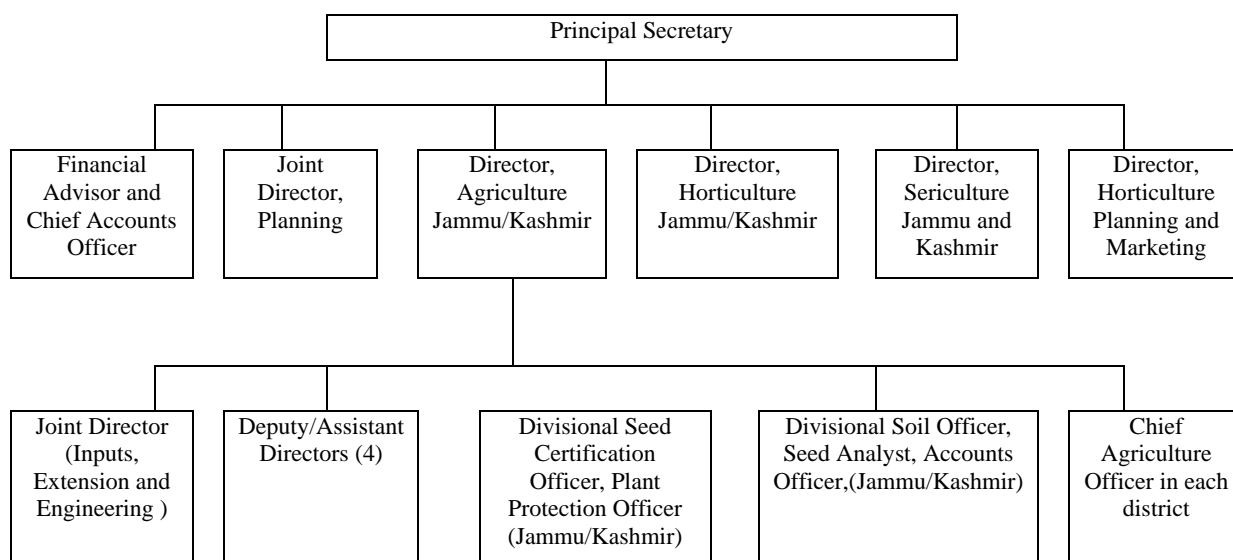 Principal Secretary
Financial
Advisor and
Chief Accounts
Officer
Joint
Director,
Planning
Director,
Agriculture
Jammu/Kashmir
Director,
Horticulture
Jammu/Kashmir
Director,
Sericulture
Jammu and
Kashmir
Director,
Horticulture
Planning and
Marketing
Joint Director
(Inputs,
Extension and
Engineering )
Deputy/Assistant
Directors (4)
Divisional Seed
Certification
Officer, Plant
Protection Officer
(Jammu/Kashmir)
Divisional Soil Officer,
Seed Analyst, Accounts
Officer,(Jammu/Kashmir)
Chief
Agriculture
Officer in each
district